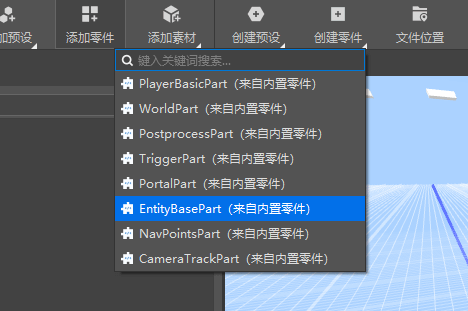 加预设
添加零件
添加素材
创建预设
创建零件
文件位置
键入关键词搜索...
PlayerBasicPart (来自内置零件)
WorldPart (来自内置零件)
PostprocessPart (来自内置零件)
TriggerPart (来自内置零件)
PortalPart (来自内置零件)
EntityBasePart (来自内置零件)
NavPointsPart (来自内置零件)
CameraTrackPart (来自内置零件)